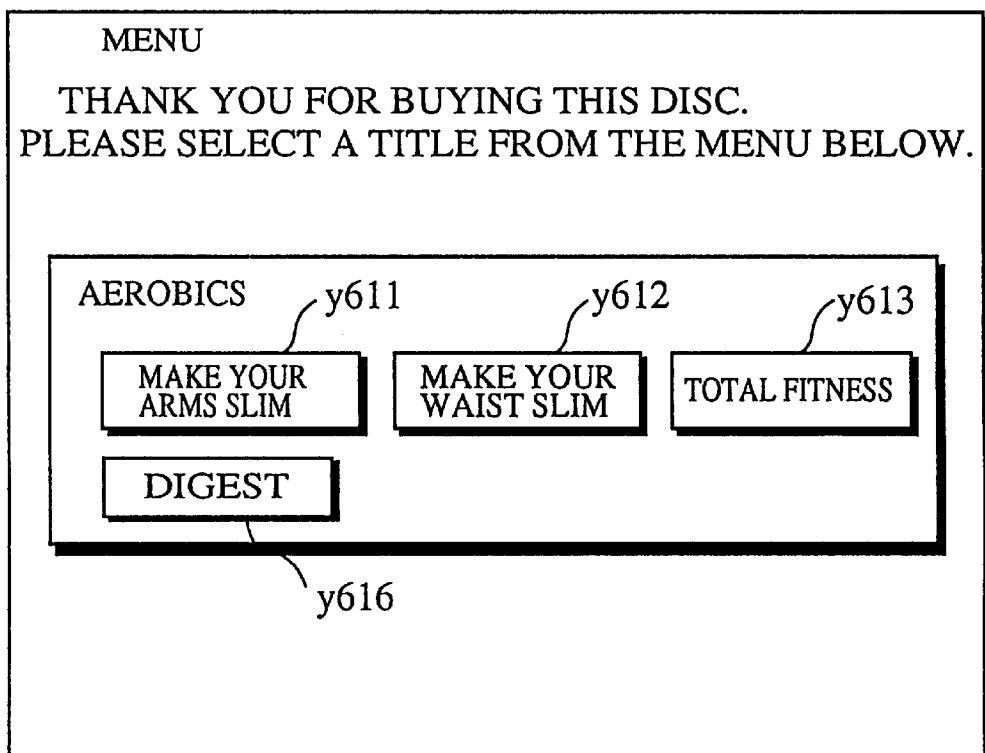 MENU
THANK YOU FOR BUYING THIS DISC.
PLEASE SELECT A TITLE FROM THE MENU BELOW.
AEROBICS
y611
y612
y613
MAKE YOUR
ARMS SLIM
MAKE YOUR
WAIST SLIM
TOTAL FITNESS
DIGEST
y616